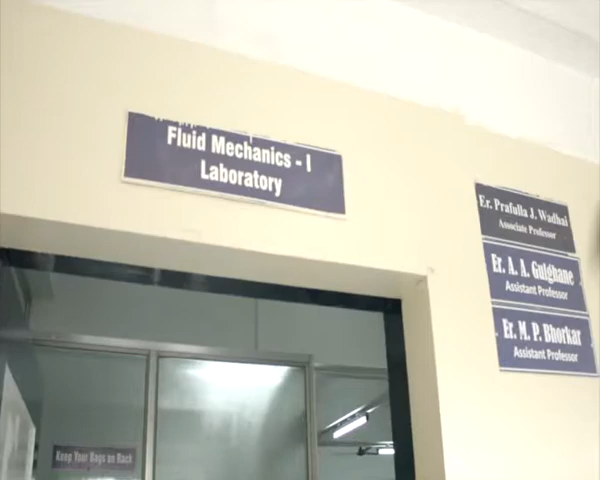 Fluid Mechanics - I
Laboratory
Er. Prafulla J. Wadhai
Associate Professor
Er. A. A. Gulghane
Assistant Professor
Er. M. P. Bhorkar
Assistant Professor
Keep Your Bags on Rack